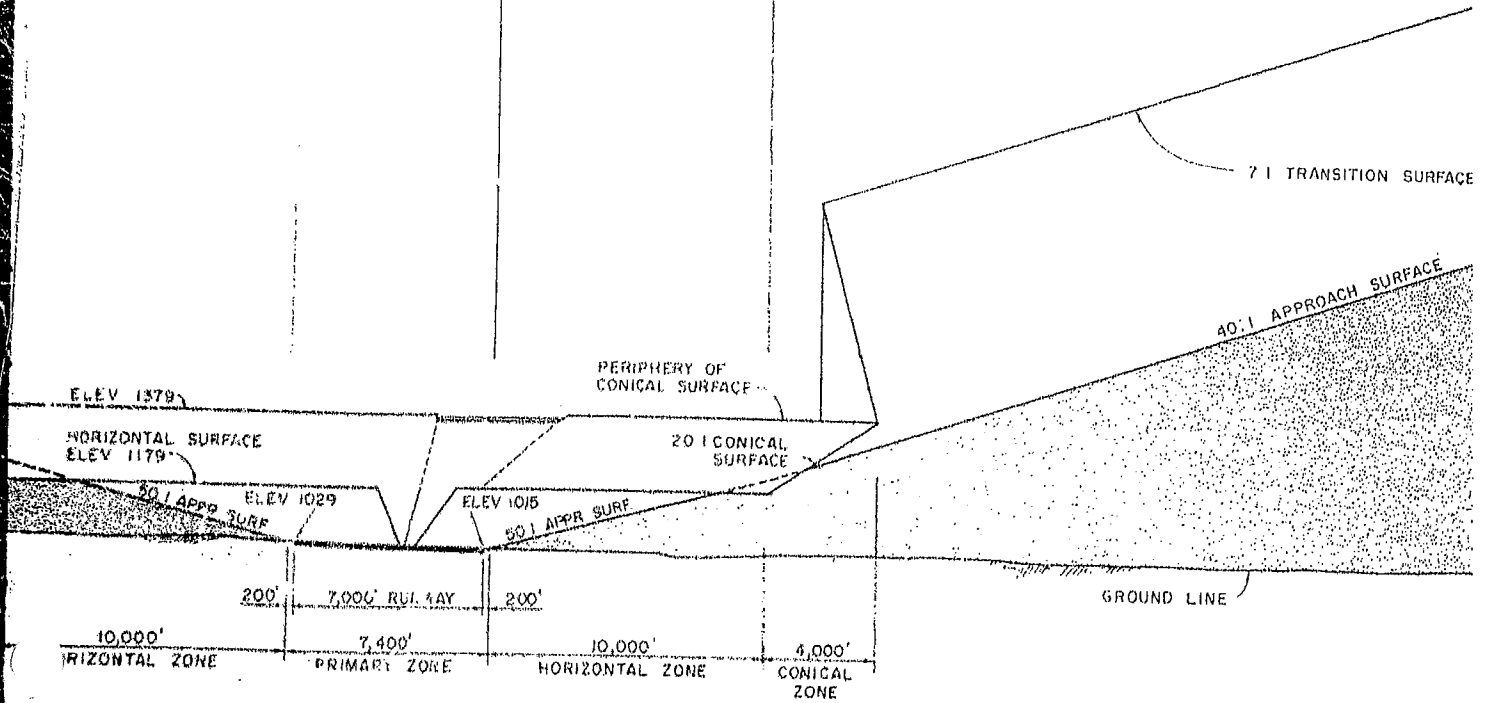 7 1 TRANSITION SURFACE
40:1 APPROACH SURFACE
PERIPHERY OF
CONICAL SURFACE
ELEV 1379
HORIZONTAL SURFACE
ELEV 1179
20 1 CONICAL
SURFACE
50 1 APPR SURF
ELEV 1029
ELEV 1015
50 1 APPR SURF
GROUND LINE
200'
7,000'
200'
10,000'
RIZONTAL ZONE
7,400'
PRIMARY ZONE
10,000'
HORIZONTAL ZONE
4,000'
CONICAL
ZONE